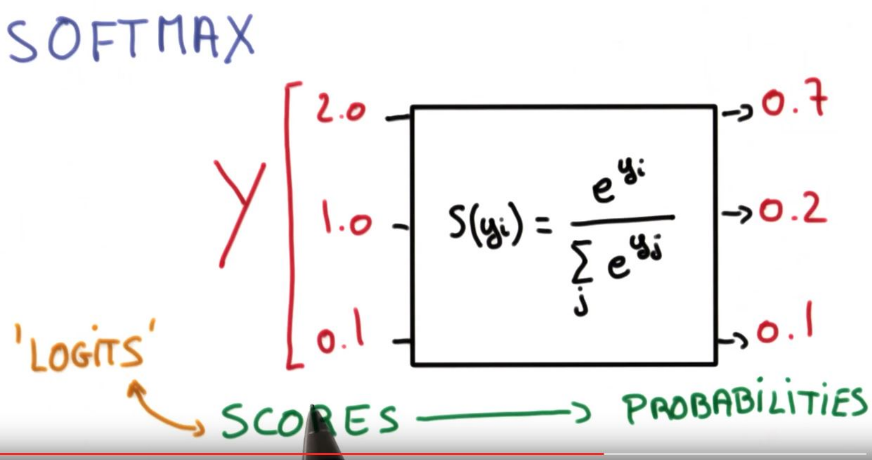 SOFTMAX
Y
2.0
1.0
0.1
S(yᵢ) = e^yᵢ / Σⱼ e^yⱼ
0.7
0.2
0.1
'LOGITS'
SCORES → PROBABILITIES